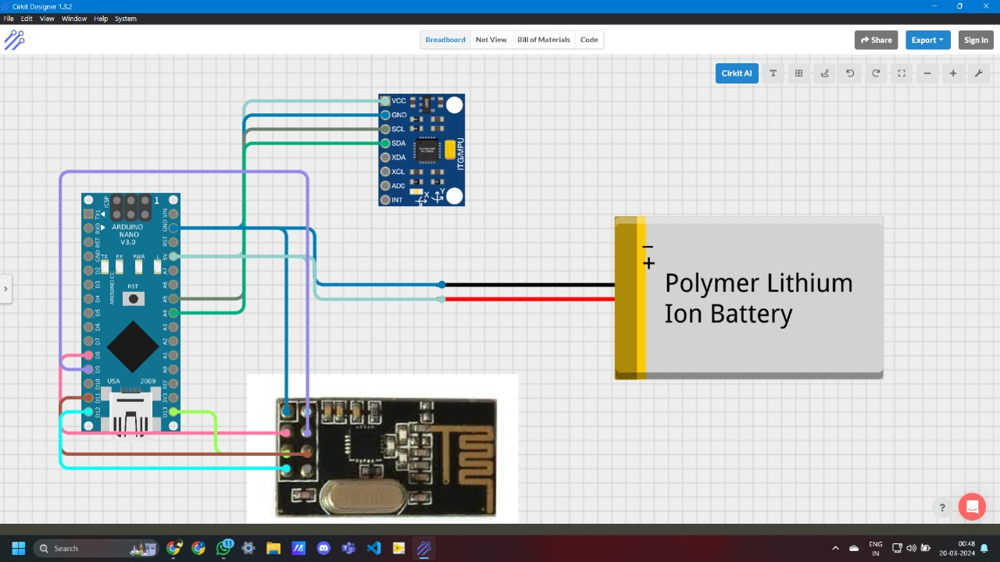 Cirkit Designer 1.3.2
File Edit View Window Help System
Breadboard Net View Bill of Materials Code
Share Export Sign In
Cirkit AI
VCC
GND
SCL
SDA
XDA
XCL
AD0
INT
ITG/MPU
X
Y
ICSP
1
ARDUINO
NANO
V3.0
TX RX PWR L
RST
ARDUINO.CC
USA 2009
TX1
RX0
RST
GND
D2
D3
D4
D5
D6
D7
D8
D9
D10
D11
D12
VIN
GND
RST
5V
A7
A6
A5
A4
A3
A2
A1
A0
REF
3V3
D13
−
+
Polymer Lithium
Ion Battery
?
Search
13
ENG
IN
00:48
20-03-2024